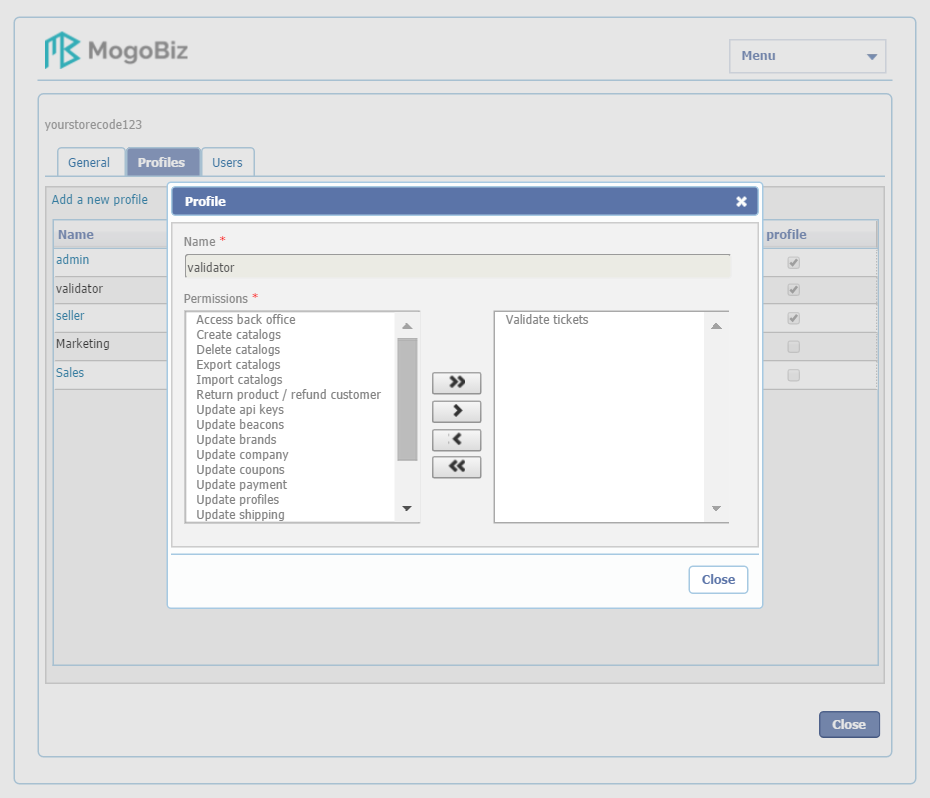 MogoBiz
Menu
yourstorecode123
General
Profiles
Users
Add a new profile
Profile
Name
profile
admin
validator
seller
Marketing
Sales
Name *
validator
Permissions *
Access back office
Create catalogs
Delete catalogs
Export catalogs
Import catalogs
Return product / refund customer
Update api keys
Update beacons
Update brands
Update company
Update coupons
Update payment
Update profiles
Update shipping
Validate tickets
Close
Close